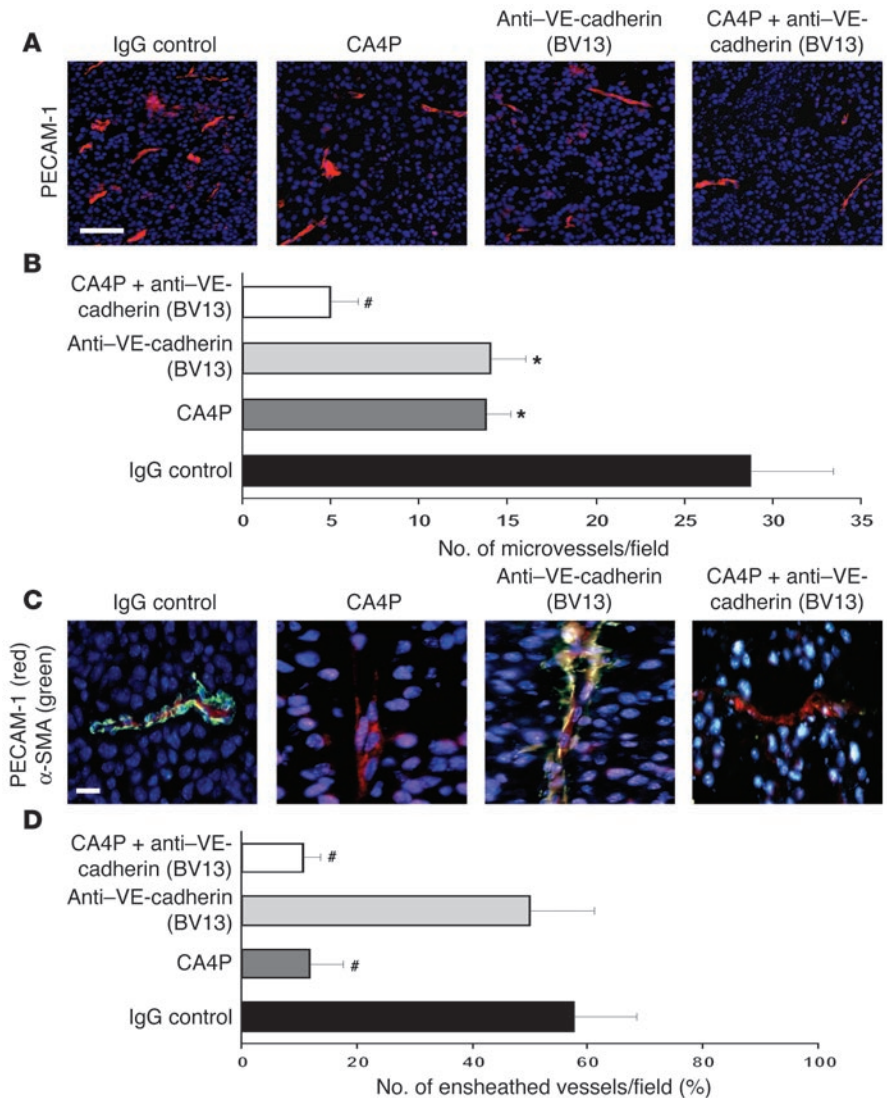 A
IgG control
CA4P
Anti–VE-cadherin
(BV13)
CA4P + anti–VE-
cadherin (BV13)
PECAM-1
B
CA4P + anti–VE-
cadherin (BV13)
#
Anti–VE-cadherin
(BV13)
*
CA4P
*
IgG control
0 5 10 15 20 25 30 35
No. of microvessels/field
C
IgG control
CA4P
Anti–VE-cadherin
(BV13)
CA4P + anti–VE-
cadherin (BV13)
PECAM-1 (red)
α-SMA (green)
D
CA4P + anti–VE-
cadherin (BV13)
#
Anti–VE-cadherin
(BV13)
CA4P
#
IgG control
0 20 40 60 80 100
No. of ensheathed vessels/field (%)